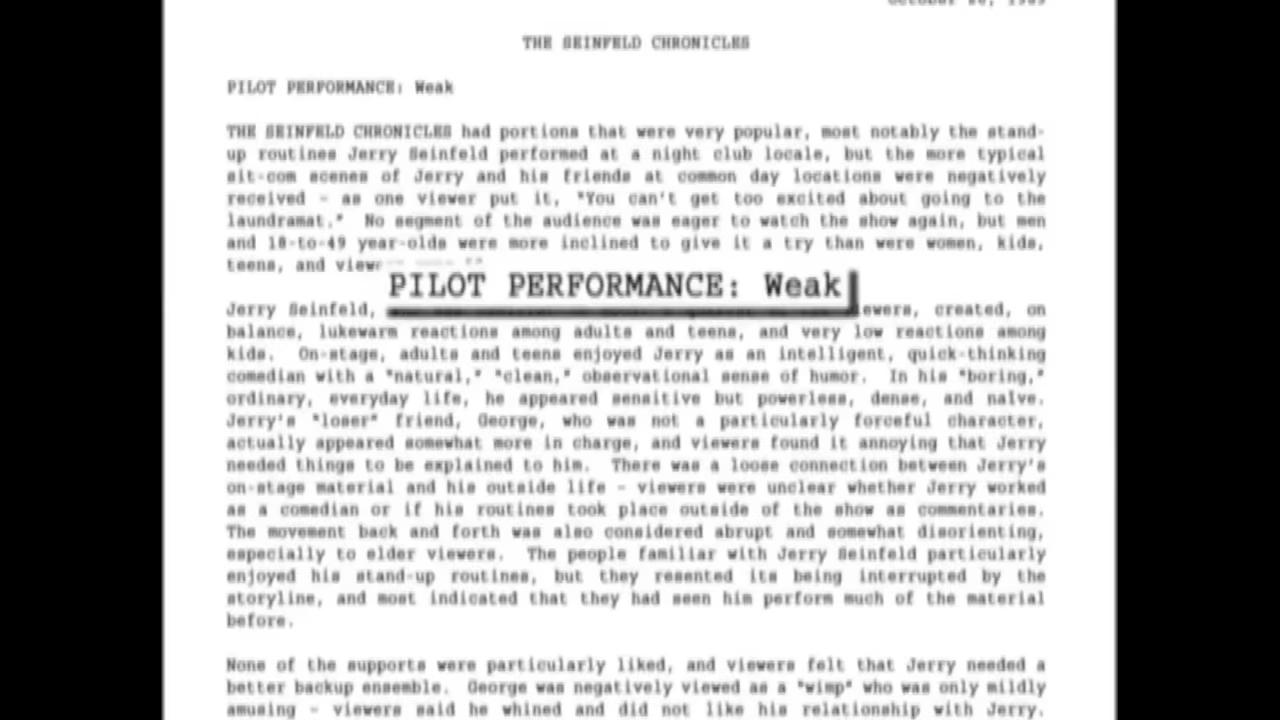 THE SEINFELD CHRONICLES
PILOT PERFORMANCE: Weak
THE SEINFELD CHRONICLES had portions that were very popular, most notably the stand-
up routines Jerry Seinfeld performed at a night club locale, but the more typical
sit-com scenes of Jerry and his friends at common day locations were negatively
received - as one viewer put it, "You can't get too excited about going to the
laundramat." No segment of the audience was eager to watch the show again, but men
and 18-to-49 year-olds were more inclined to give it a try than were women, kids,
teens, and
PILOT PERFORMANCE: Weak
Jerry Seinfeld, created, on
balance, lukewarm reactions among adults and teens, and very low reactions among
kids. On-stage, adults and teens enjoyed Jerry as an intelligent, quick-thinking
comedian with a "natural," "clean," observational sense of humor. In his "boring,"
ordinary, everyday life, he appeared sensitive but powerless, dense, and naive.
Jerry's "loser" friend, George, who was not a particularly forceful character,
actually appeared somewhat more in charge, and viewers found it annoying that Jerry
needed things to be explained to him. There was a loose connection between Jerry's
on-stage material and his outside life - viewers were unclear whether Jerry worked
as a comedian or if his routines took place outside of the show as commentaries.
The movement back and forth was also considered abrupt and somewhat disorienting,
especially to elder viewers. The people familiar with Jerry Seinfeld particularly
enjoyed his stand-up routines, but they resented its being interrupted by the
storyline, and most indicated that they had seen him perform much of the material
before.
None of the supports were particularly liked, and viewers felt that Jerry needed a
better backup ensemble. George was negatively viewed as a "wimp" who was only mildly
amusing - viewers said he whined and did not like his relationship with Jerry.